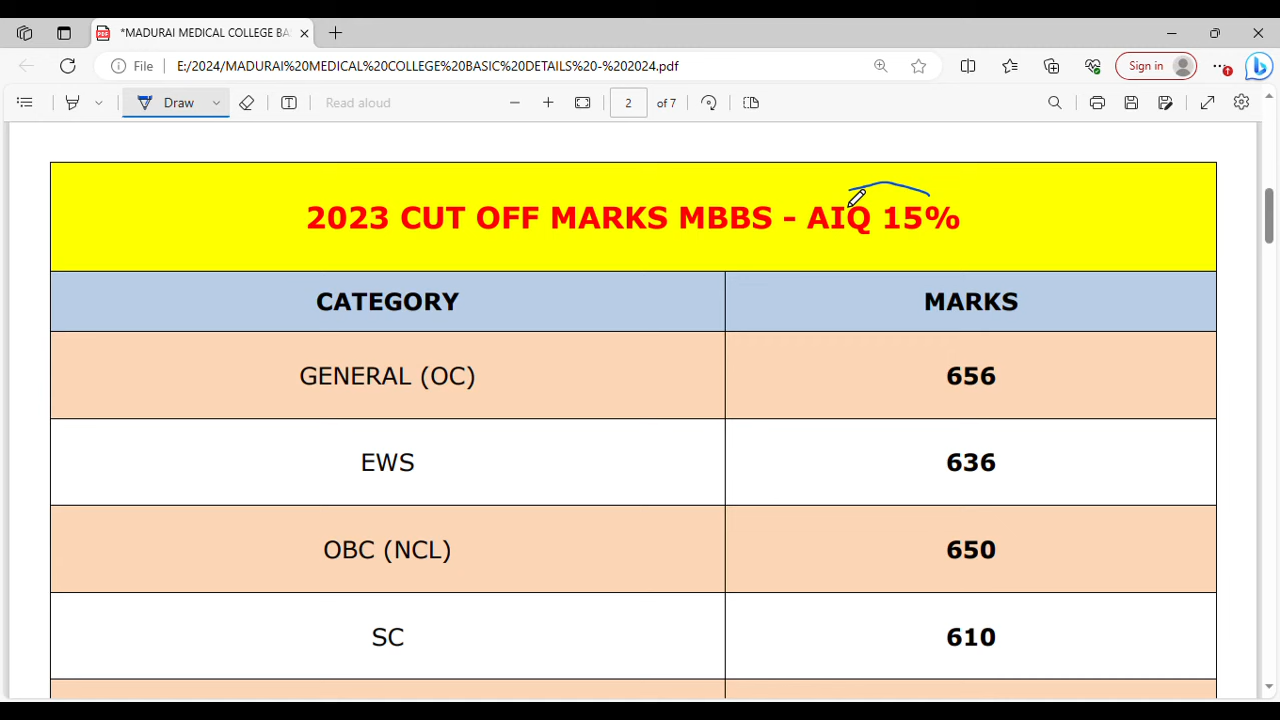 *MADURAI MEDICAL COLLEGE BA
File E:/2024/MADURAI%20MEDICAL%20COLLEGE%20BASIC%20DETAILS%20-%202024.pdf Sign in
Draw Read aloud 2 of 7
2023 CUT OFF MARKS MBBS - AIQ 15%
CATEGORY MARKS
GENERAL (OC) 656
EWS 636
OBC (NCL) 650
SC 610